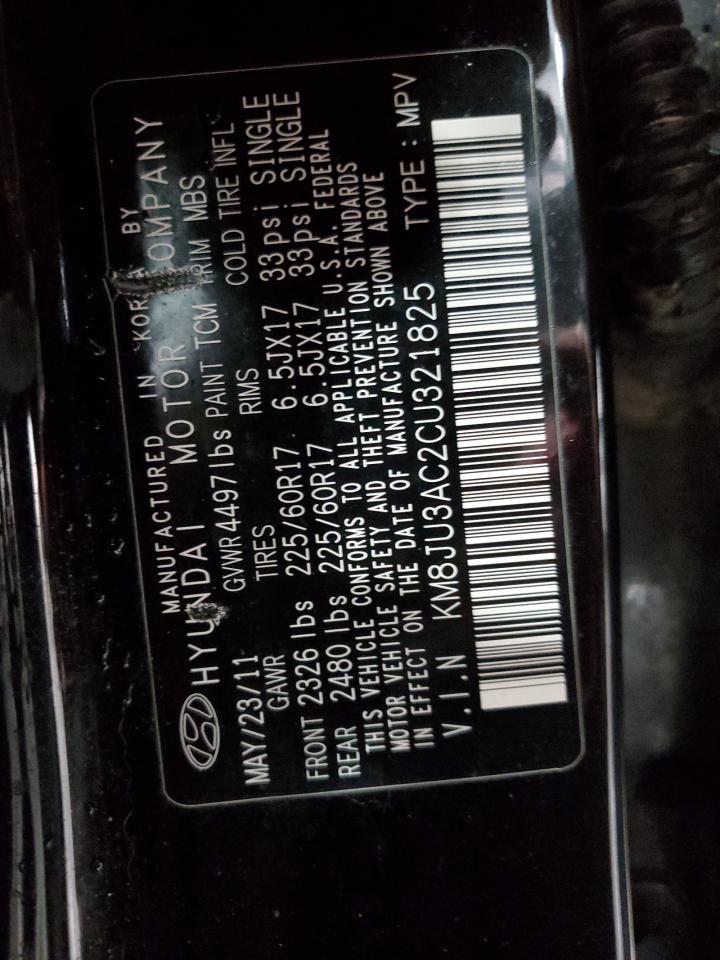 MANUFACTURED IN KOREA BY
HYUNDAI MOTOR COMPANY
MAY/23/11 GVWR 4497lbs PAINT TCM TRIM MBS
GAWR TIRES RIMS COLD TIRE INFL
FRONT 2326 lbs 225/60R17 6.5JX17 33psi SINGLE
REAR 2480 lbs 225/60R17 6.5JX17 33psi SINGLE
THIS VEHICLE CONFORMS TO ALL APPLICABLE U.S.A. FEDERAL
MOTOR VEHICLE SAFETY AND THEFT PREVENTION STANDARDS
IN EFFECT ON THE DATE OF MANUFACTURE SHOWN ABOVE
V.I.N KM8JU3AC2CU321825 TYPE : MPV